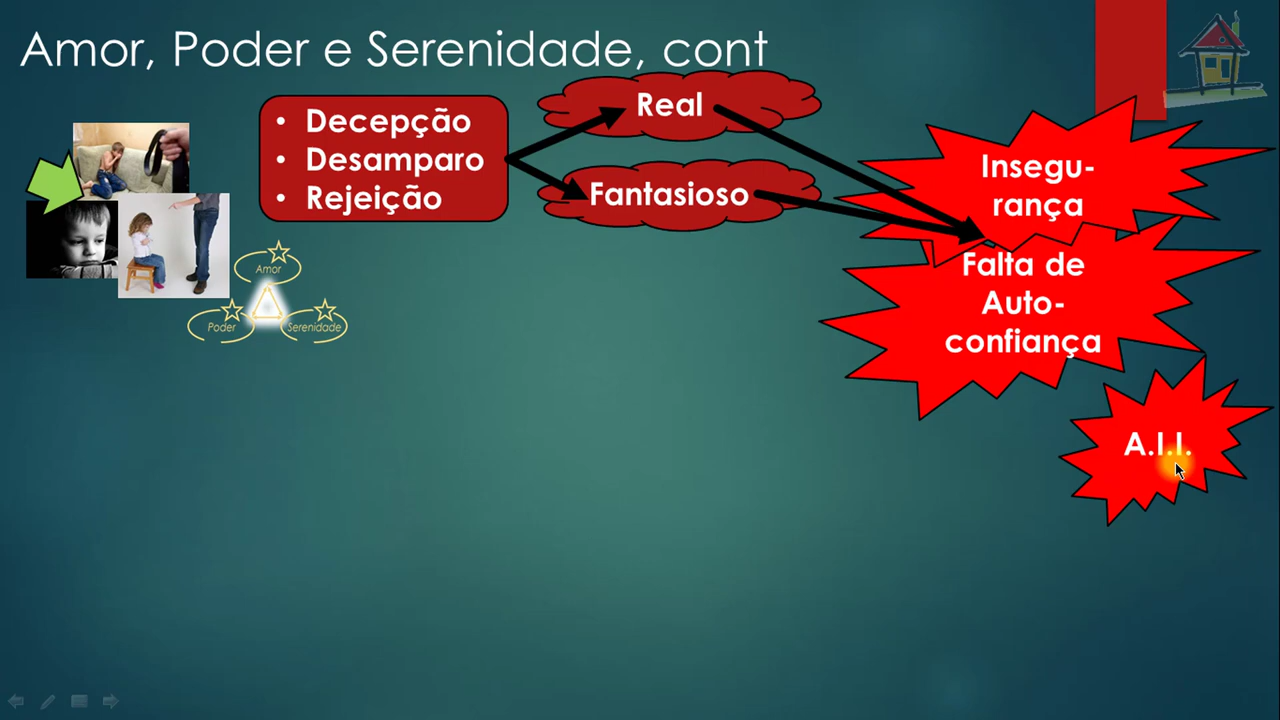 Amor, Poder e Serenidade, cont
• Decepção
• Desamparo
• Rejeição
Real
Fantasioso
Insegu-
rança
Falta de
Auto-
confiança
A.I.I.
Amor
Poder
Serenidade